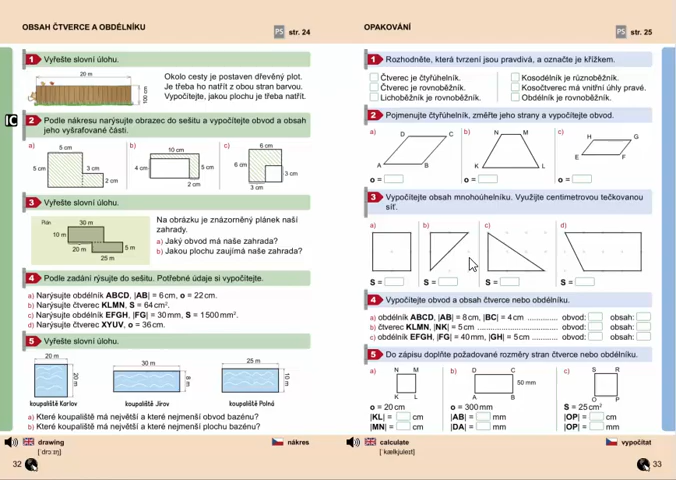 OBSAH ČTVERCE A OBDÉLNÍKU
PS str. 24
1 Vyřešte slovní úlohu.
20 m
100 cm
Okolo cesty je postaven dřevěný plot.
Je třeba ho natřít z obou stran barvou.
Vypočítejte, jakou plochu je třeba natřít.
IC
2 Podle nákresu narýsujte obrazec do sešitu a vypočítejte obvod a obsah
jeho vyšrafované části.
a) 5 cm 5 cm 3 cm 2 cm
b) 10 cm 4 cm 5 cm 2 cm
c) 6 cm 6 cm 3 cm 3 cm
3 Vyřešte slovní úlohu.
Plán 30 m
10 m
20 m 5 m
25 m
Na obrázku je znázorněný plánek naší
zahrady.
a) Jaký obvod má naše zahrada?
b) Jakou plochu zaujímá naše zahrada?
4 Podle zadání rýsujte do sešitu. Potřebné údaje si vypočítejte.
a) Narýsujte obdélník ABCD, |AB| = 6 cm, o = 22 cm.
b) Narýsujte čtverec KLMN, S = 64 cm².
c) Narýsujte obdélník EFGH, |FG| = 30 mm, S = 1 500 mm².
d) Narýsujte čtverec XYUV, o = 36 cm.
5 Vyřešte slovní úlohu.
20 m 20 m
30 m 8 m
25 m 10 m
koupaliště Karlov
koupaliště Jírov
koupaliště Polná
a) Které koupaliště má největší a které nejmenší obvod bazénu?
b) Které koupaliště má největší a které nejmenší plochu bazénu?
drawing
[ˈdrɔːɪŋ]
nákres
32
OPAKOVÁNÍ
PS str. 25
1 Rozhodněte, která tvrzení jsou pravdivá, a označte je křížkem.
Čtverec je čtyřúhelník.
Čtverec je rovnoběžník.
Lichoběžník je rovnoběžník.
Kosodélník je různoběžník.
Kosočtverec má vnitřní úhly pravé.
Obdélník je rovnoběžník.
2 Pojmenujte čtyřúhelník, změřte jeho strany a vypočítejte obvod.
a) D C A B
b) N M K L
c) H G E F
o =
o =
o =
3 Vypočítejte obsah mnohoúhelníku. Využijte centimetrovou tečkovanou
síť.
a) b) c) d)
S =
S =
S =
S =
4 Vypočítejte obvod a obsah čtverce nebo obdélníku.
a) obdélník ABCD, |AB| = 8 cm, |BC| = 4 cm .............. obvod: obsah:
b) čtverec KLMN, |NK| = 5 cm ..................................... obvod: obsah:
c) obdélník EFGH, |FG| = 40 mm, |GH| = 5 cm .......... obvod: obsah:
5 Do zápisu doplňte požadované rozměry stran čtverce nebo obdélníku.
a) N M K L
b) D C 50 mm A B
c) S R O P
o = 20 cm
|KL| = cm
|MN| = cm
o = 300 mm
|AB| = mm
|DA| = mm
S = 25 cm²
|OP| = cm
|OP| = mm
calculate
[ˈkælkjuleɪt]
vypočítat
33